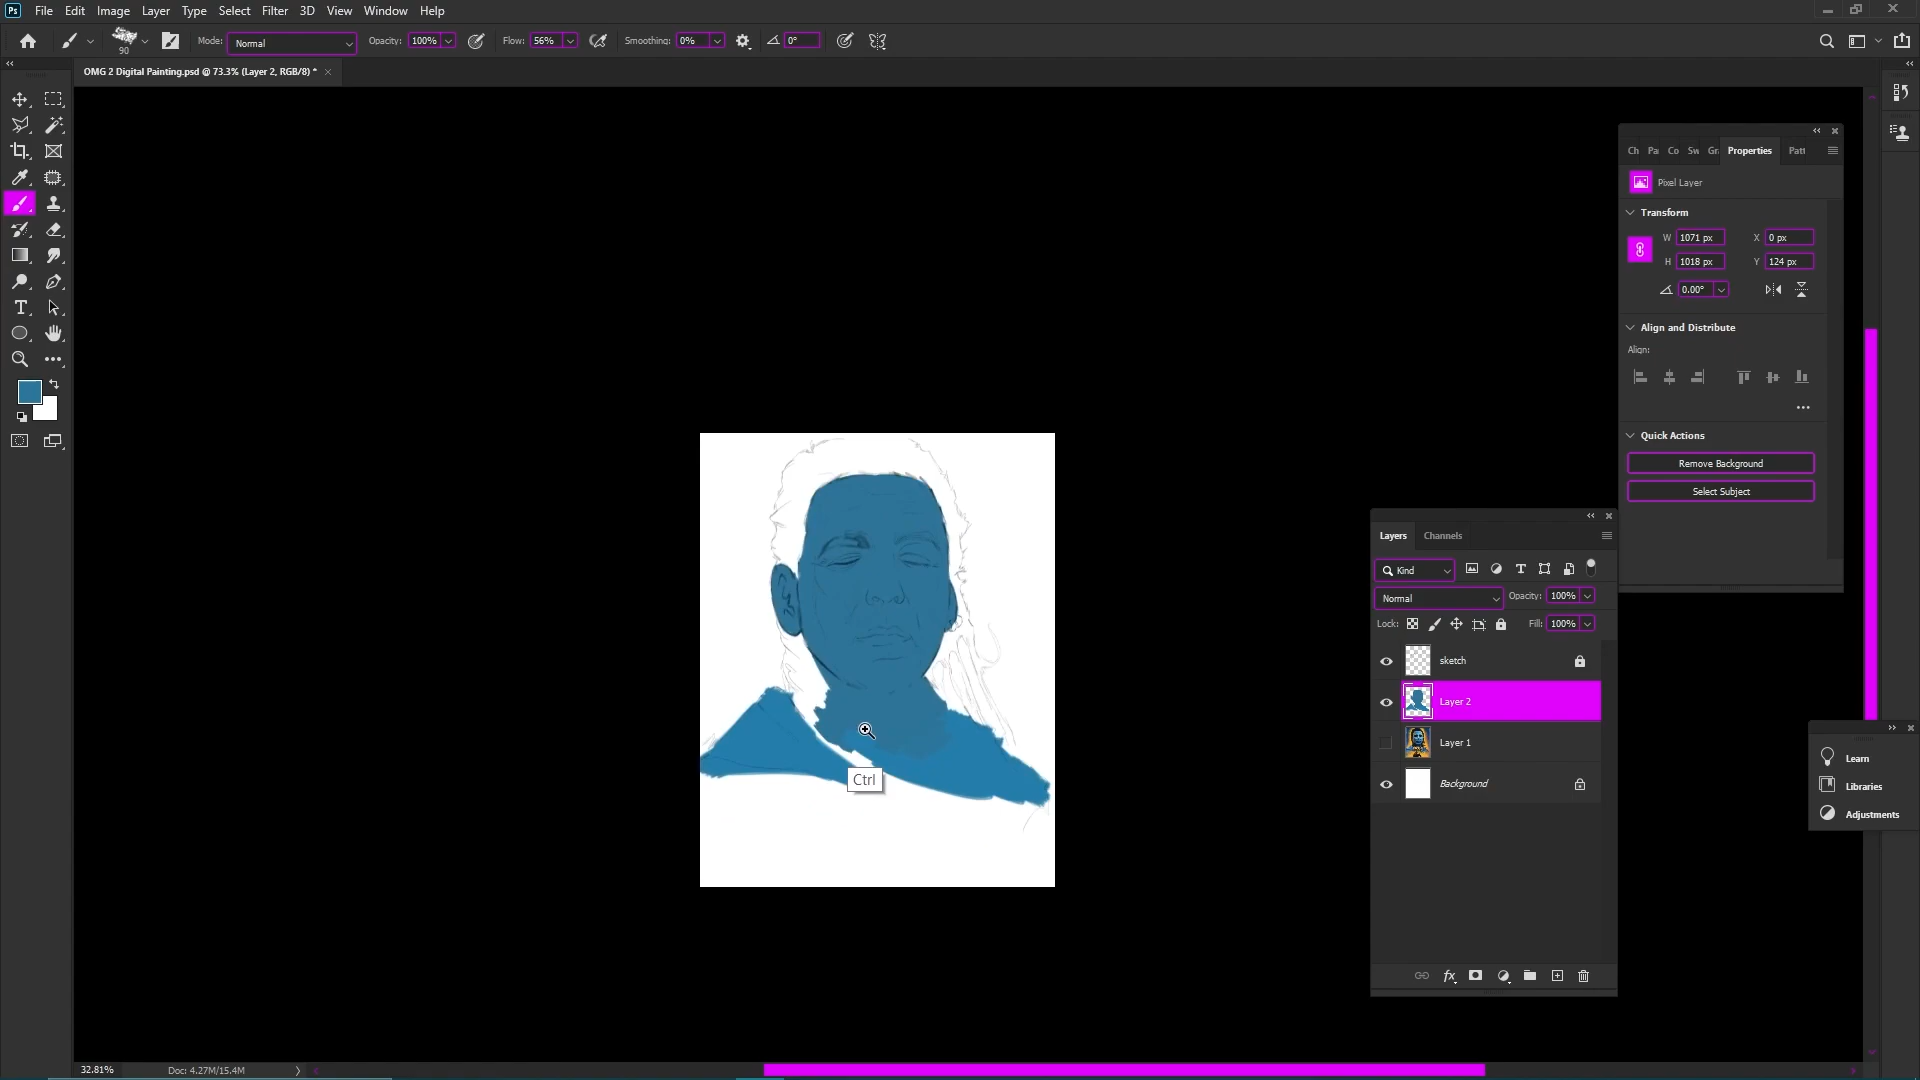 Ps File Edit Image Layer Type Select Filter 3D View Window Help
90 Mode: Normal Opacity: 100% Flow: 56% Smoothing: 0% 0°
OMG 2 Digital Painting.psd @ 73.3% (Layer 2, RGB/8) * ×
Ch Pa Co Sw Gr Properties Patt
Pixel Layer
Transform
W 1071 px X 0 px
H 1018 px Y 124 px
0.00°
Align and Distribute
Align:
Quick Actions
Remove Background
Select Subject
Layers Channels
Kind
Normal Opacity: 100%
Lock: Fill: 100%
sketch
Layer 2
Layer 1
Background
Learn
Libraries
Adjustments
Ctrl
32.81% Doc: 4.27M/15.4M